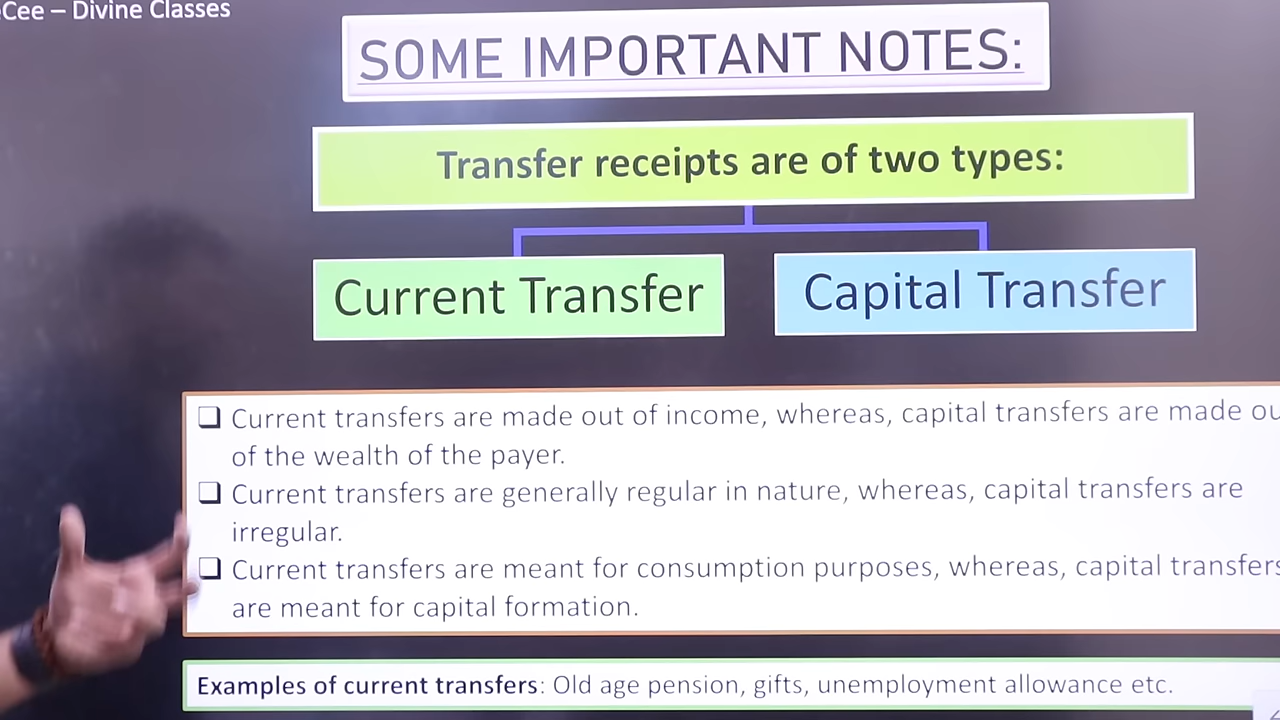 Cee – Divine Classes
SOME IMPORTANT NOTES:
Transfer receipts are of two types:
Current Transfer
Capital Transfer
❑ Current transfers are made out of income, whereas, capital transfers are made ou
of the wealth of the payer.
❑ Current transfers are generally regular in nature, whereas, capital transfers are
irregular.
❑ Current transfers are meant for consumption purposes, whereas, capital transfers
are meant for capital formation.
Examples of current transfers: Old age pension, gifts, unemployment allowance etc.